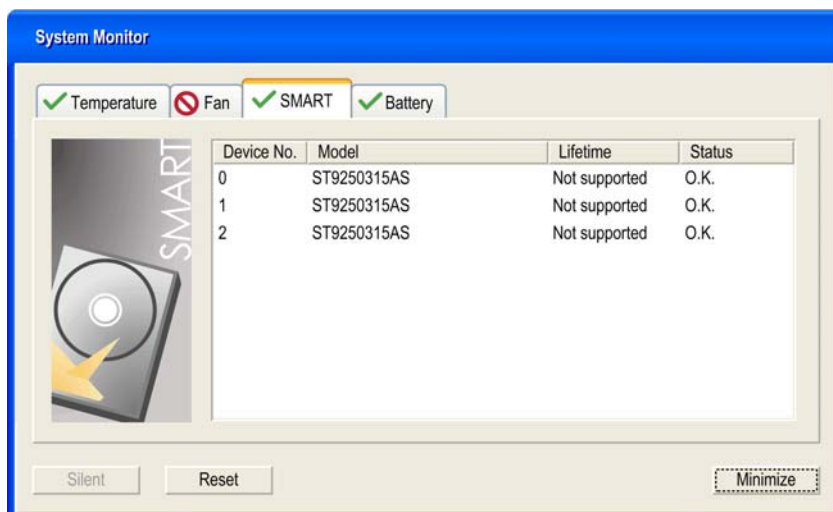 System Monitor
Temperature Fan SMART Battery
SMART
Device No. Model Lifetime Status
0 ST9250315AS Not supported O.K.
1 ST9250315AS Not supported O.K.
2 ST9250315AS Not supported O.K.
Silent Reset Minimize